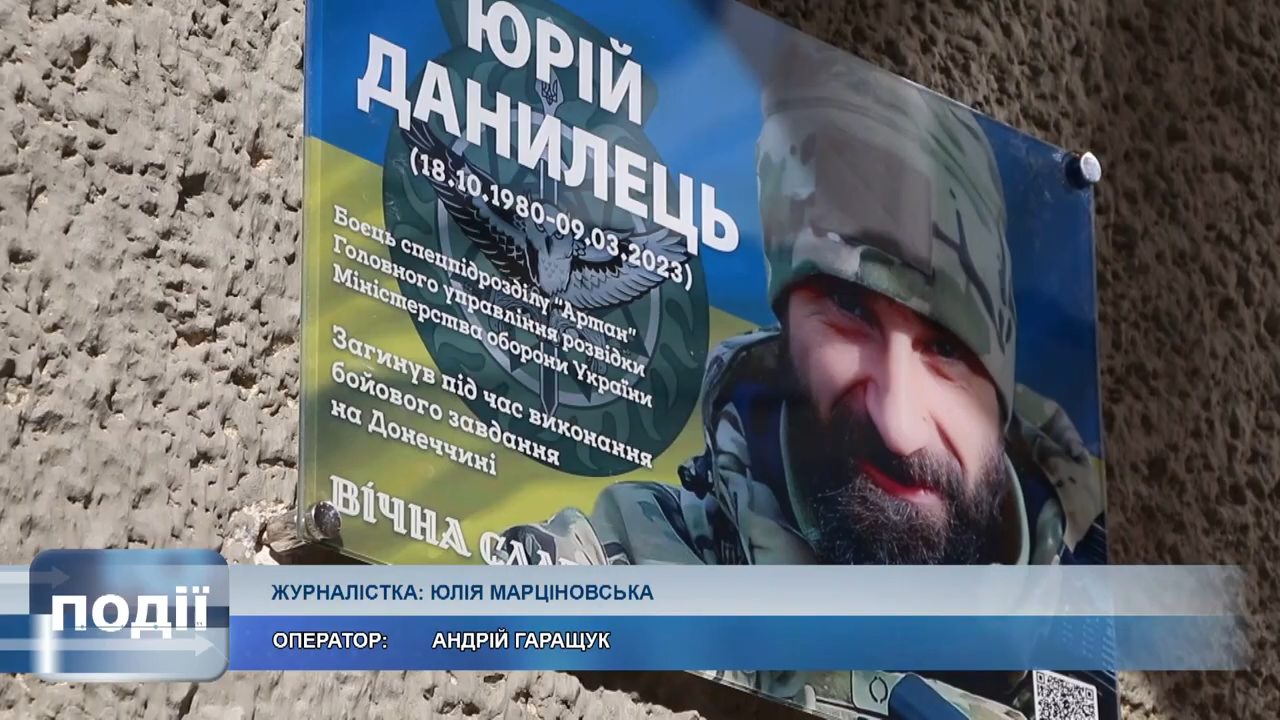 ЮРІЙ
ДАНИЛЕЦЬ
(18.10.1980-09.03.2023)
Боєць спецпідрозділу "Артан"
Головного управління розвідки
Міністерства оборони України
Загинув під час виконання
бойового завдання
на Донеччині
ВІЧНА
події
ЖУРНАЛІСТКА: ЮЛІЯ МАРЦІНОВСЬКА
ОПЕРАТОР: АНДРІЙ ГАРАЩУК